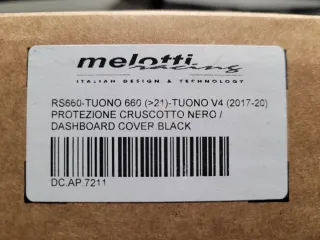 melotti
racing
ITALIAN DESIGN & TECHNOLOGY
RS660-TUONO 660 (>21)-TUONO V4 (2017-20)
PROTEZIONE CRUSCOTTO NERO /
DASHBOARD COVER BLACK
DC.AP.7211